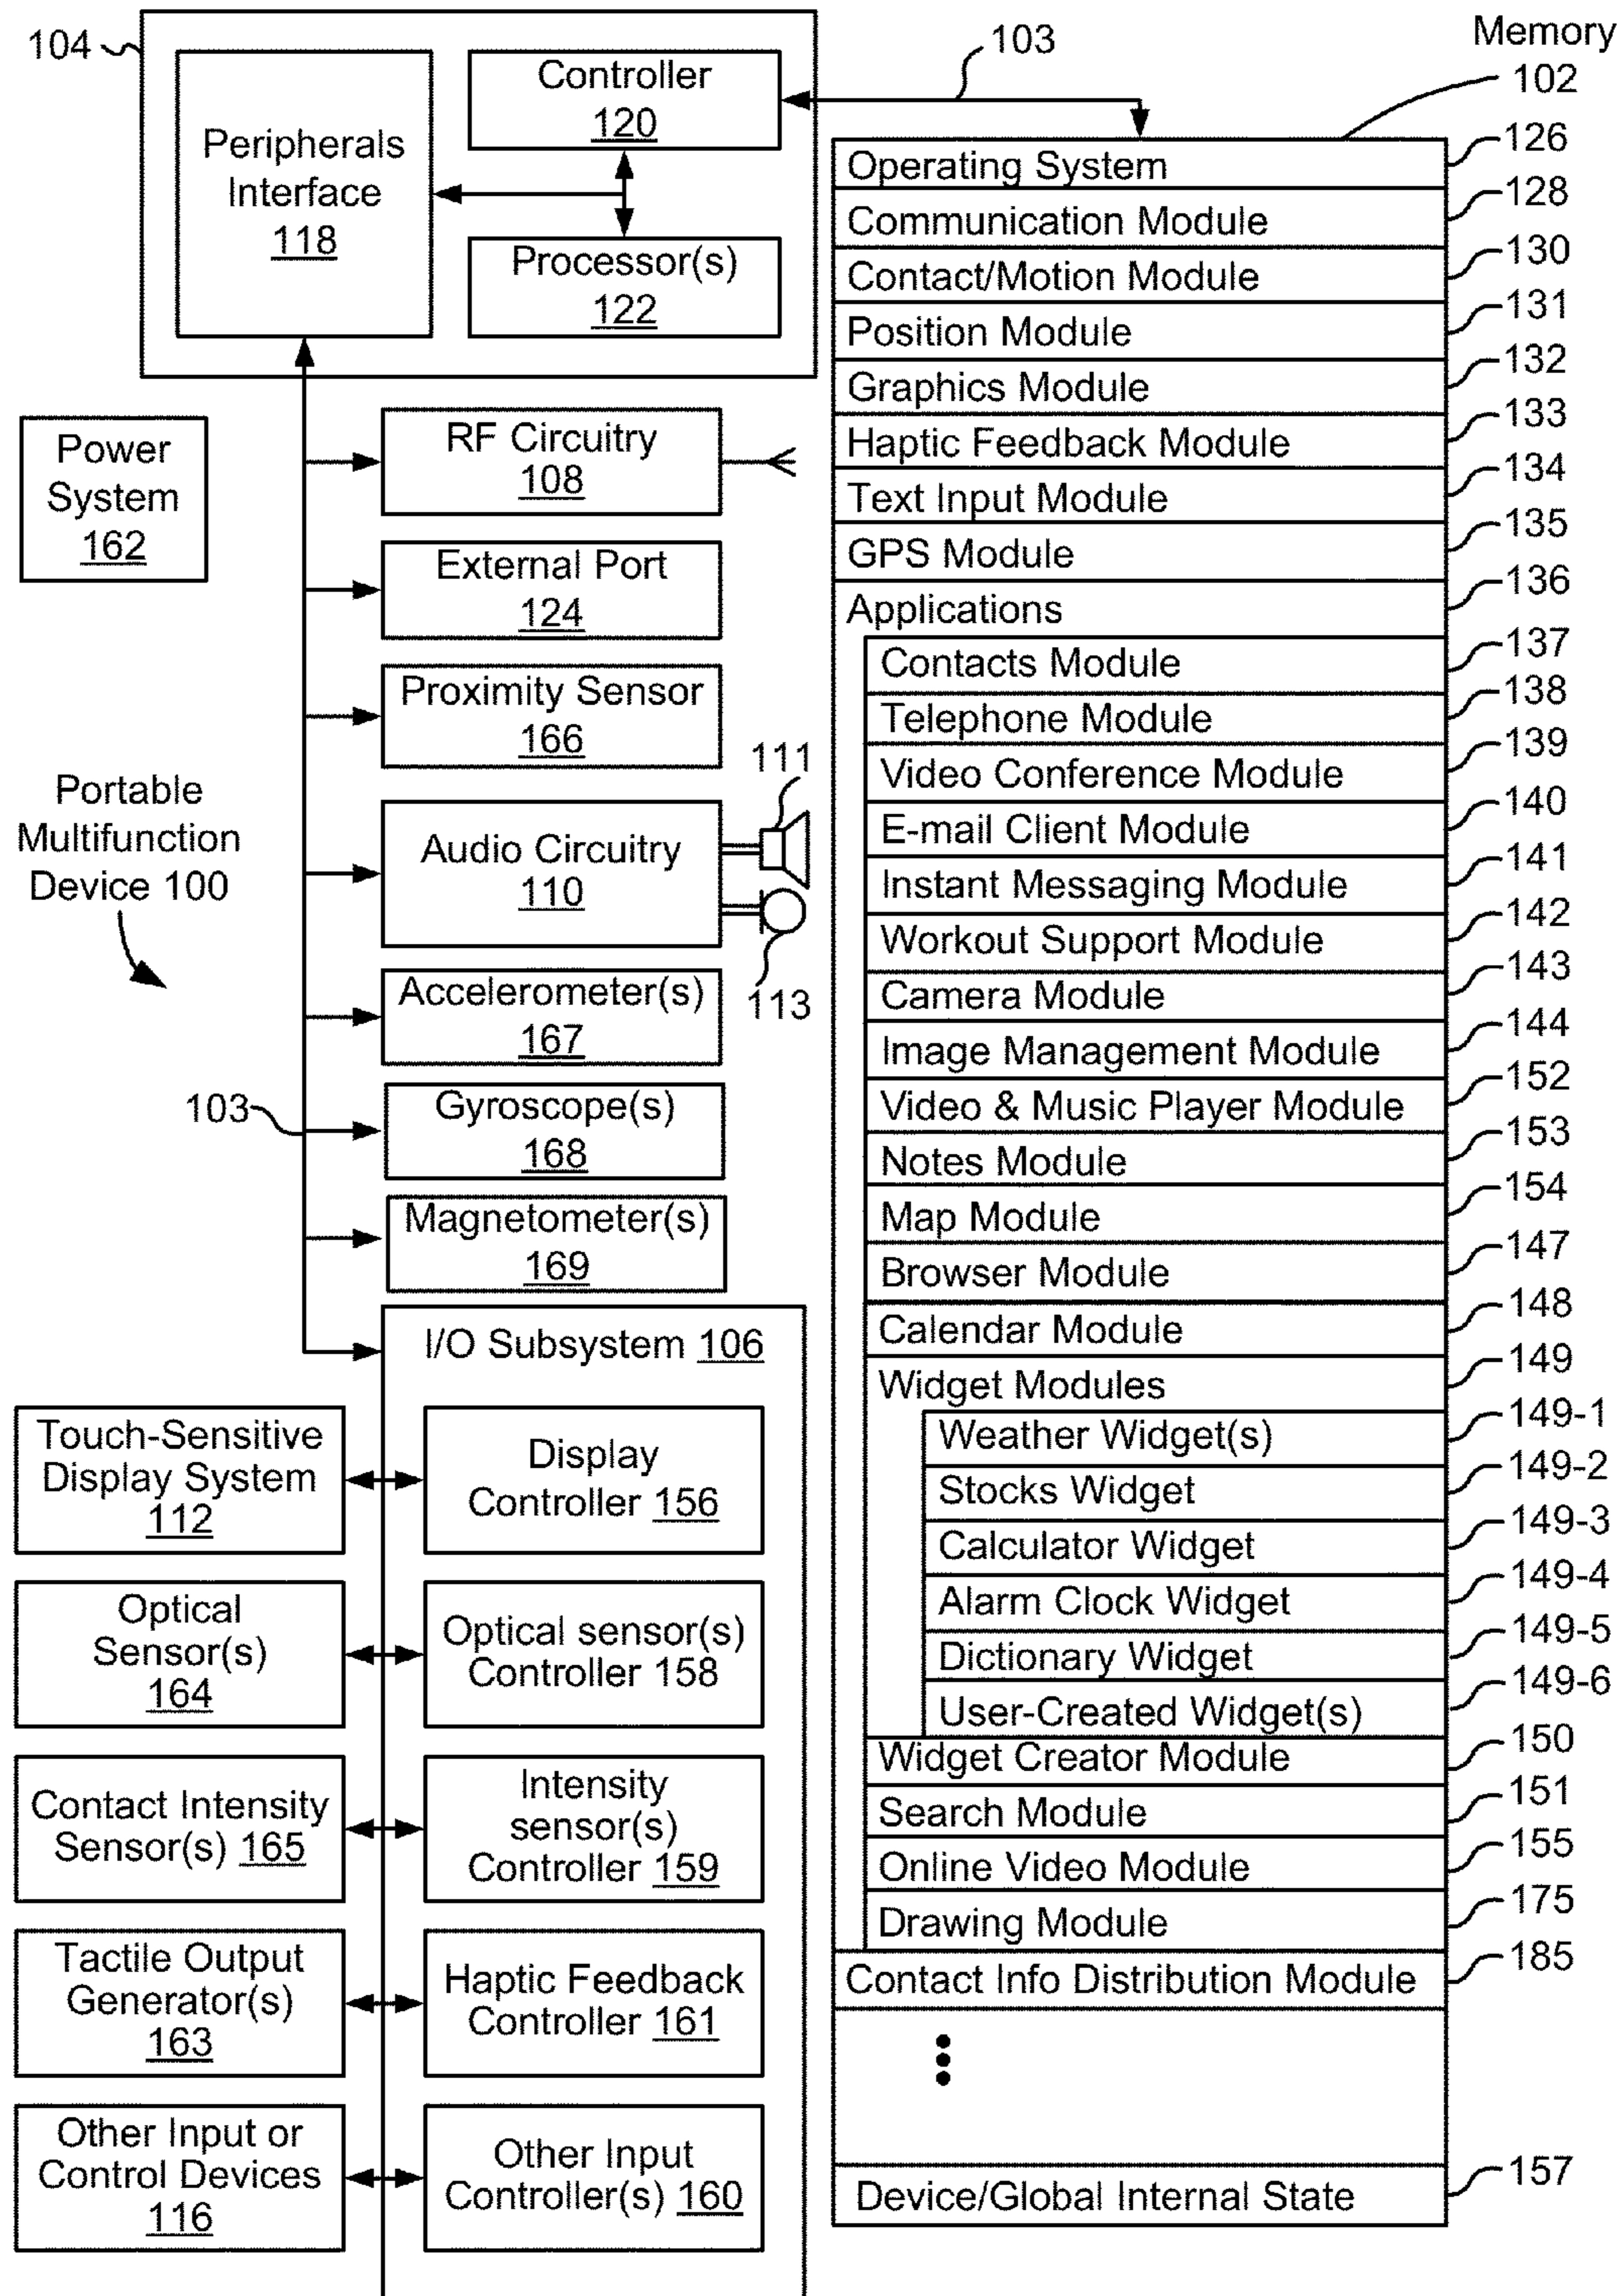 104
Peripherals
Interface
118
Controller
120
Processor(s)
122
103
Memory
102
Power
System
162
RF Circuitry
108
External Port
124
Proximity Sensor
166
Portable
Multifunction
Device 100
Audio Circuitry
110
111
113
Accelerometer(s)
167
103
Gyroscope(s)
168
Magnetometer(s)
169
I/O Subsystem 106
Touch-Sensitive
Display System
112
Display
Controller 156
Optical
Sensor(s)
164
Optical sensor(s)
Controller 158
Contact Intensity
Sensor(s) 165
Intensity
sensor(s)
Controller 159
Tactile Output
Generator(s)
163
Haptic Feedback
Controller 161
Other Input or
Control Devices
116
Other Input
Controller(s) 160
Operating System 126
Communication Module 128
Contact/Motion Module 130
Position Module 131
Graphics Module 132
Haptic Feedback Module 133
Text Input Module 134
GPS Module 135
Applications 136
Contacts Module 137
Telephone Module 138
Video Conference Module 139
E-mail Client Module 140
Instant Messaging Module 141
Workout Support Module 142
Camera Module 143
Image Management Module 144
Video & Music Player Module 152
Notes Module 153
Map Module 154
Browser Module 147
Calendar Module 148
Widget Modules 149
Weather Widget(s) 149-1
Stocks Widget 149-2
Calculator Widget 149-3
Alarm Clock Widget 149-4
Dictionary Widget 149-5
User-Created Widget(s) 149-6
Widget Creator Module 150
Search Module 151
Online Video Module 155
Drawing Module 175
Contact Info Distribution Module 185
Device/Global Internal State 157